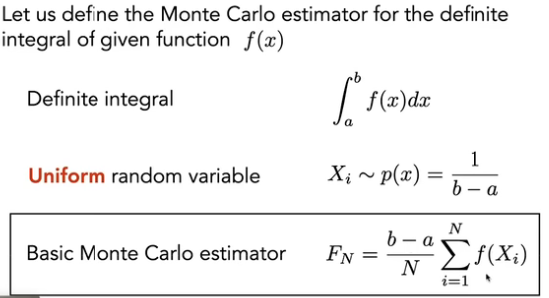 Let us define the Monte Carlo estimator for the definite
integral of given function f(x)
Definite integral ∫_a^b f(x)dx
Uniform random variable X_i ~ p(x) = 1/(b − a)
Basic Monte Carlo estimator F_N = (b − a)/N ∑_{i=1}^{N} f(X_i)